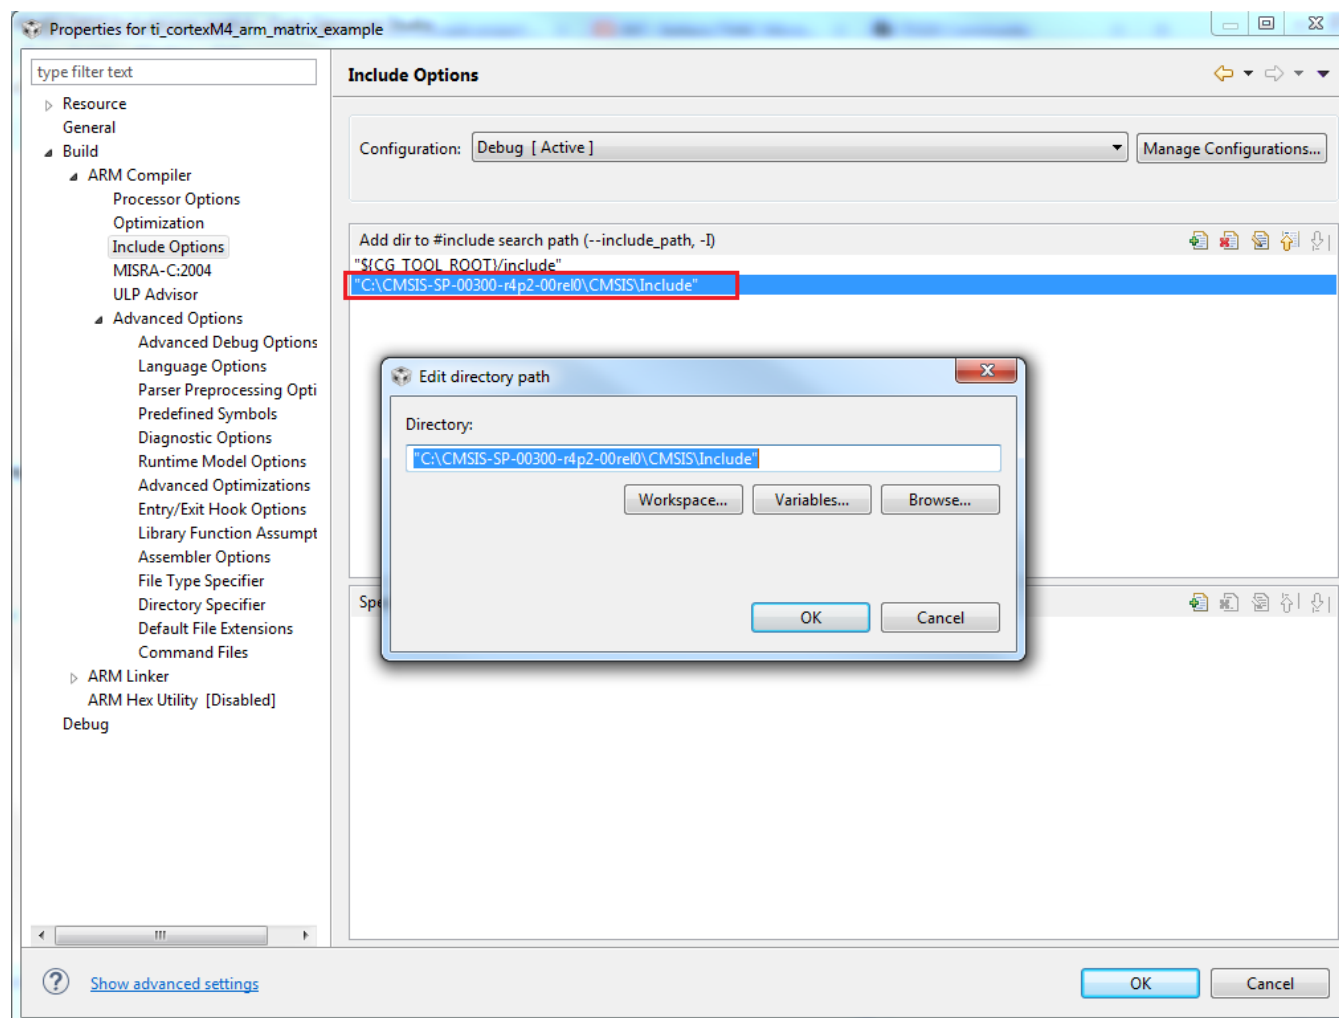 Properties for ti_cortexM4_arm_matrix_example
type filter text
Resource
General
Build
ARM Compiler
Processor Options
Optimization
Include Options
MISRA-C:2004
ULP Advisor
Advanced Options
Advanced Debug Options
Language Options
Parser Preprocessing Opti
Predefined Symbols
Diagnostic Options
Runtime Model Options
Advanced Optimizations
Entry/Exit Hook Options
Library Function Assumpt
Assembler Options
File Type Specifier
Directory Specifier
Default File Extensions
Command Files
ARM Linker
ARM Hex Utility [Disabled]
Debug
Include Options
Configuration: Debug [ Active ] Manage Configurations...
Add dir to #include search path (--include_path, -I)
"${CG_TOOL_ROOT}/include"
"C:\CMSIS-SP-00300-r4p2-00rel0\CMSIS\Include"
Edit directory path
Directory:
"C:\CMSIS-SP-00300-r4p2-00rel0\CMSIS\Include"
Workspace... Variables... Browse...
OK Cancel
Spe
Show advanced settings
OK Cancel